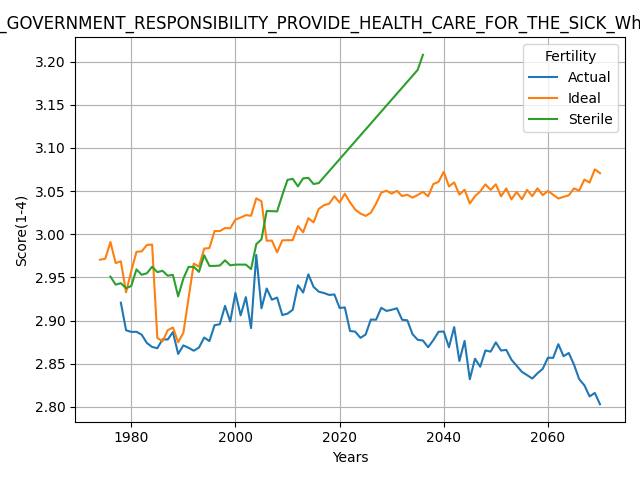 _GOVERNMENT_RESPONSIBILITY_PROVIDE_HEALTH_CARE_FOR_THE_SICK_Wh
Fertility
Actual
Ideal
Sterile
Score(1-4)
3.20
3.15
3.10
3.05
3.00
2.95
2.90
2.85
2.80
1980 2000 2020 2040 2060
Years